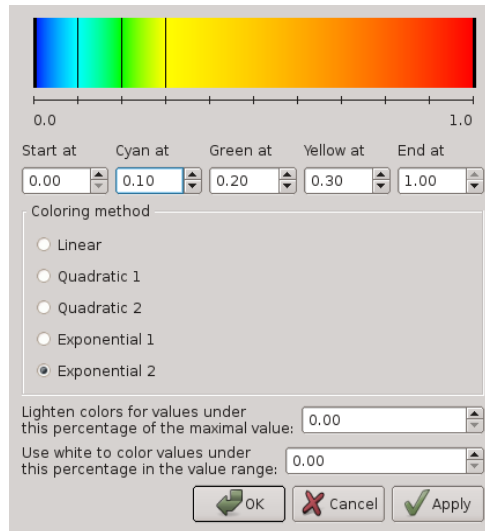 0.0 1.0
Start at Cyan at Green at Yellow at End at
0.00 0.10 0.20 0.30 1.00
Coloring method
Linear
Quadratic 1
Quadratic 2
Exponential 1
Exponential 2
Lighten colors for values under
this percentage of the maximal value: 0.00
Use white to color values under
this percentage in the value range: 0.00
OK Cancel Apply